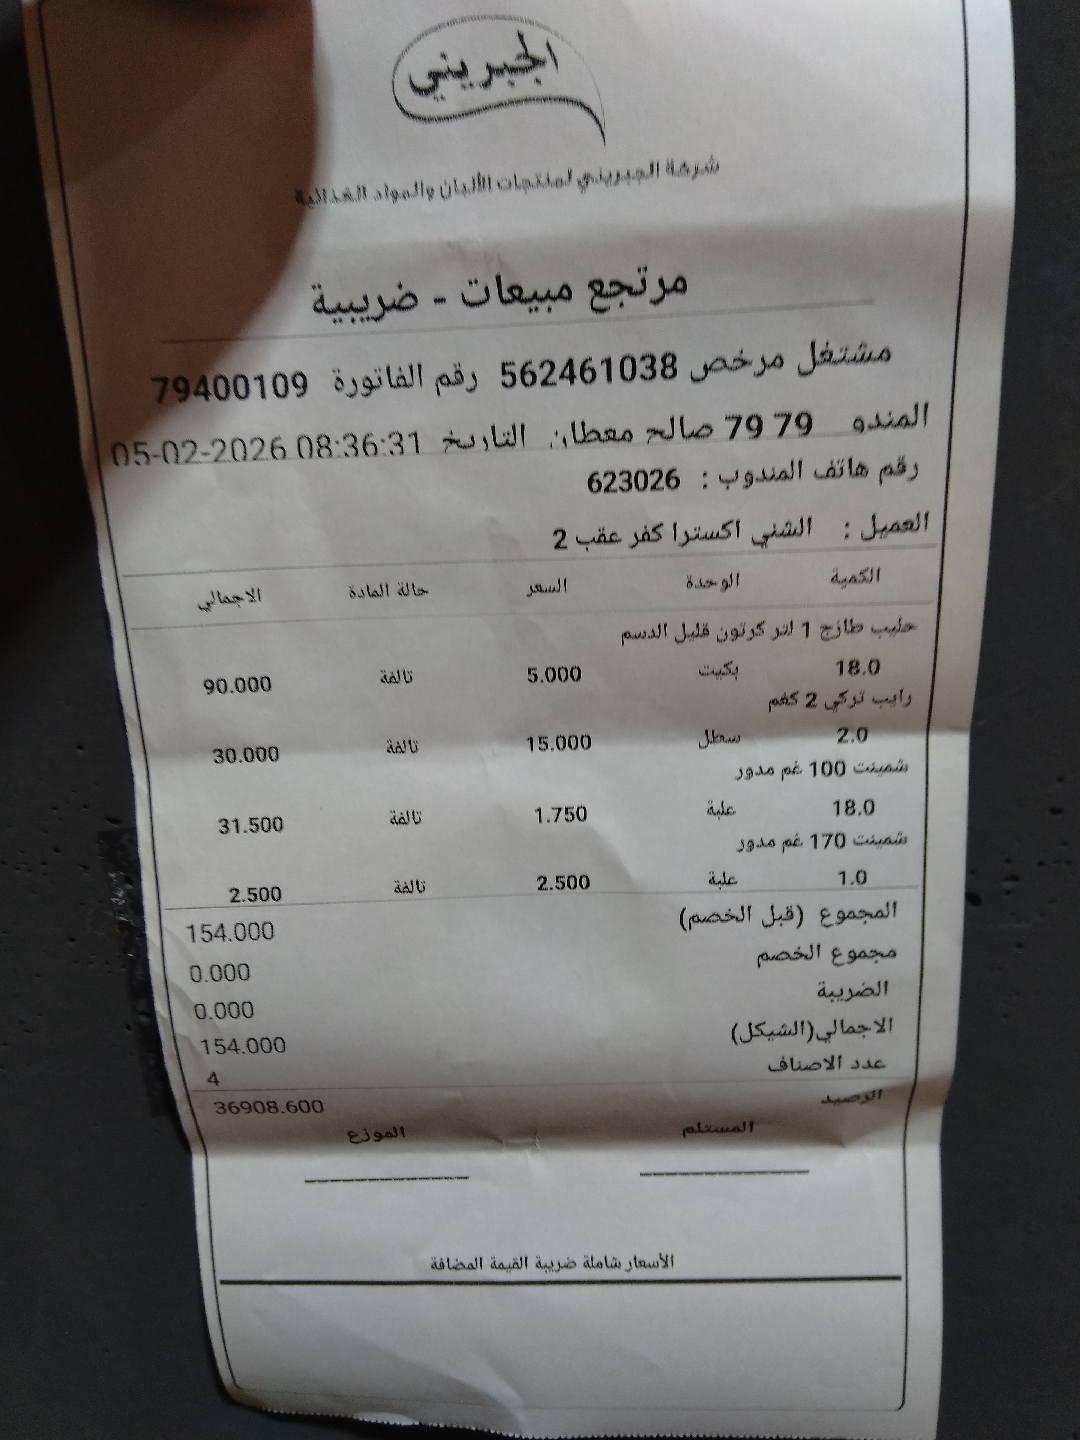 الجبريني
شركة الجبريني لمنتجات الألبان والمواد الغذائية
مرتجع مبيعات - ضريبية
مشتغل مرخص 562461038 رقم الفاتورة 79400109
المندو 79 79 صالح معطان التاريخ 05-02-2026 08:36:31
رقم هاتف المندوب : 623026
العميل : الشني اكسترا كفر عقب 2
الكمية الوحدة السعر حالة المادة الاجمالي
حليب طازج 1 لتر كرتون قليل الدسم
18.0 بكيت 5.000 تالفة 90.000
رايب تركي 2 كغم
2.0 سطل 15.000 تالفة 30.000
شمينت 100 غم مدور
18.0 علبة 1.750 تالفة 31.500
شمينت 170 غم مدور
1.0 علبة 2.500 تالفة 2.500
المجموع (قبل الخصم) 154.000
مجموع الخصم 0.000
الضريبة 0.000
الاجمالي(الشيكل) 154.000
عدد الاصناف 4
الرصيد 36908.600
المستلم الموزع
الأسعار شاملة ضريبة القيمة المضافة